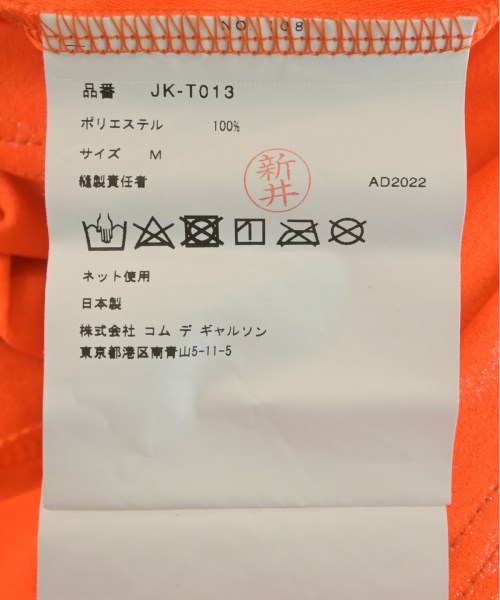 NO 108
品番 JK-T013
ポリエステル 100%
サイズ M
新井
縫製責任者 AD2022
ネット使用
日本製
株式会社 コム デ ギャルソン
東京都港区南青山5-11-5